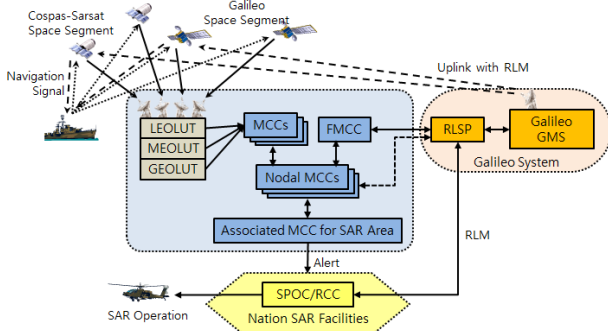 Cospas-Sarsat
Space Segment
Galileo
Space Segment
Navigation
Signal
Uplink with RLM
LEOLUT
MEOLUT
GEOLUT
MCCs
FMCC
RLSP
Galileo
GMS
Galileo System
Nodal MCCs
Associated MCC for SAR Area
RLM
Alert
SPOC/RCC
SAR Operation
Nation SAR Facilities